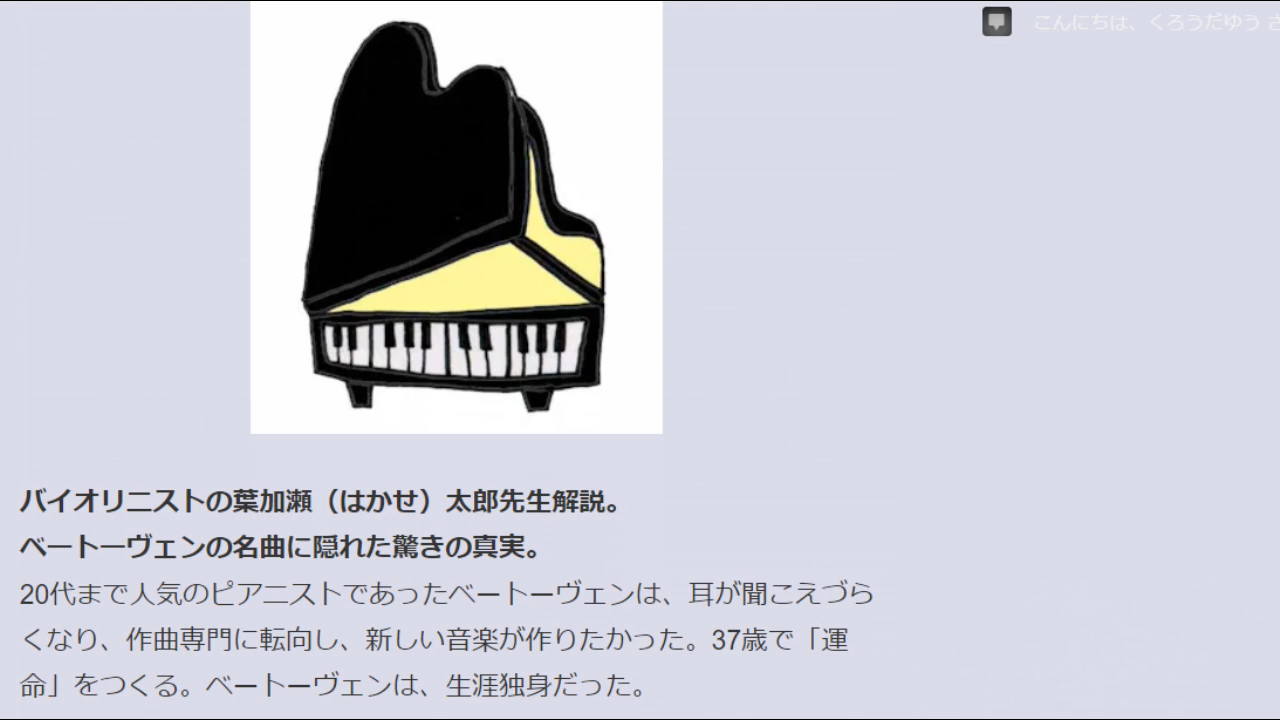 こんにちは、くろうだゆう さ
バイオリニストの葉加瀬（はかせ）太郎先生解説。
ベートーヴェンの名曲に隠れた驚きの真実。
20代まで人気のピアニストであったベートーヴェンは、耳が聞こえづら
くなり、作曲専門に転向し、新しい音楽が作りたかった。37歳で「運
命」をつくる。ベートーヴェンは、生涯独身だった。